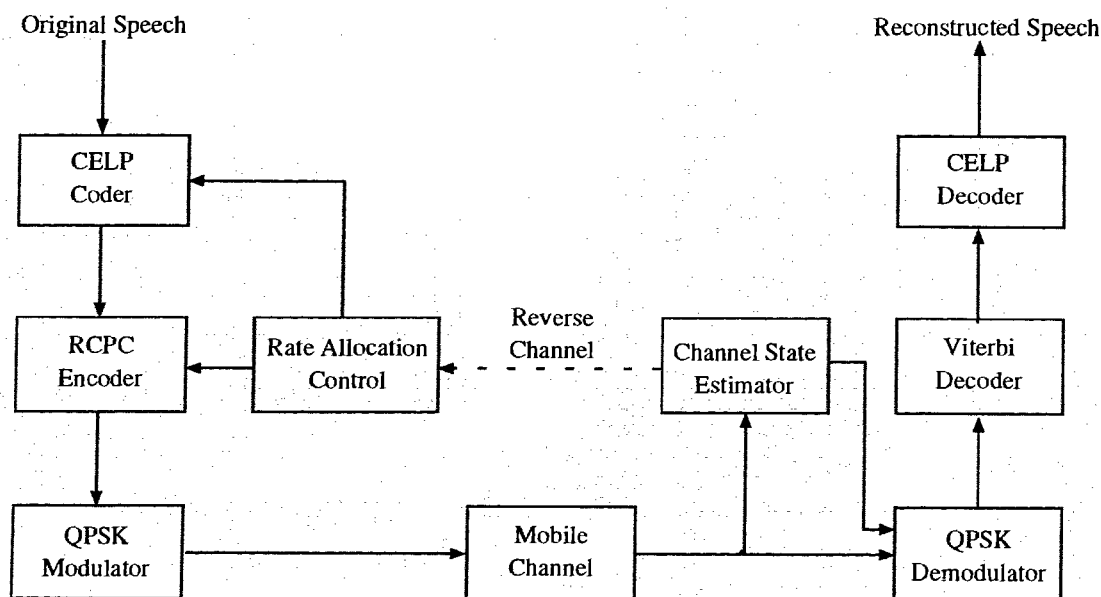 Original Speech
Reconstructed Speech
CELP
Coder
CELP
Decoder
RCPC
Encoder
Rate Allocation
Control
Reverse
Channel
Channel State
Estimator
Viterbi
Decoder
QPSK
Modulator
Mobile
Channel
QPSK
Demodulator